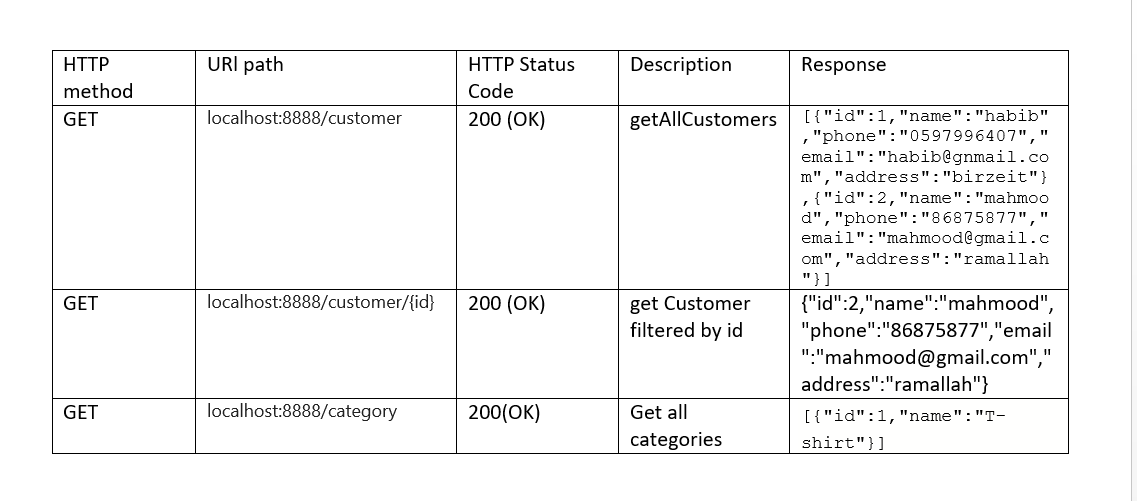 HTTP method
URl path
HTTP Status Code
Description
Response
GET
localhost:8888/customer
200 (OK)
getAllCustomers
[{"id":1,"name":"habib"
,"phone":"0597996407","
email":"habib@gnmail.co
m","address":"birzeit"}
,{"id":2,"name":"mahmoo
d","phone":"86875877","
email":"mahmood@gmail.c
om","address":"ramallah
"}]
GET
localhost:8888/customer/{id}
200 (OK)
get Customer
filtered by id
{"id":2,"name":"mahmood",
"phone":"86875877","email
":"mahmood@gmail.com","
address":"ramallah"}
GET
localhost:8888/category
200(OK)
Get all
categories
[{"id":1,"name":"T-
shirt"}]